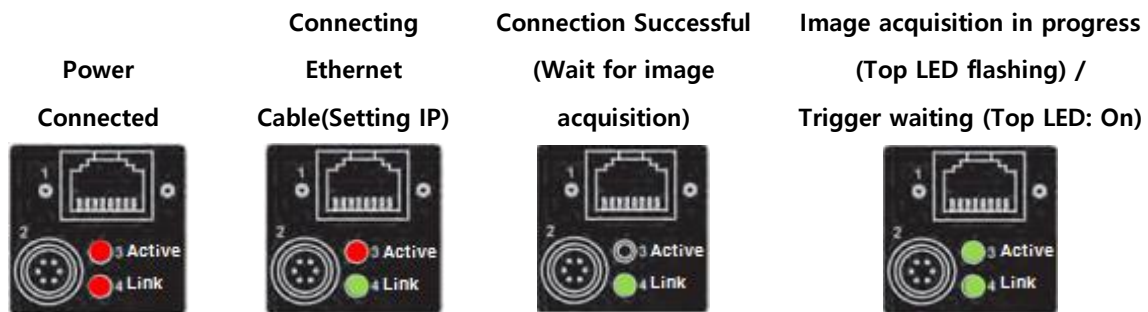 Power
Connected
Connecting
Ethernet
Cable(Setting IP)
Connection Successful
(Wait for image
acquisition)
Image acquisition in progress
(Top LED flashing) /
Trigger waiting (Top LED: On)
1
2
3 Active
4 Link
1
2
3 Active
4 Link
1
2
3 Active
4 Link
1
2
3 Active
4 Link